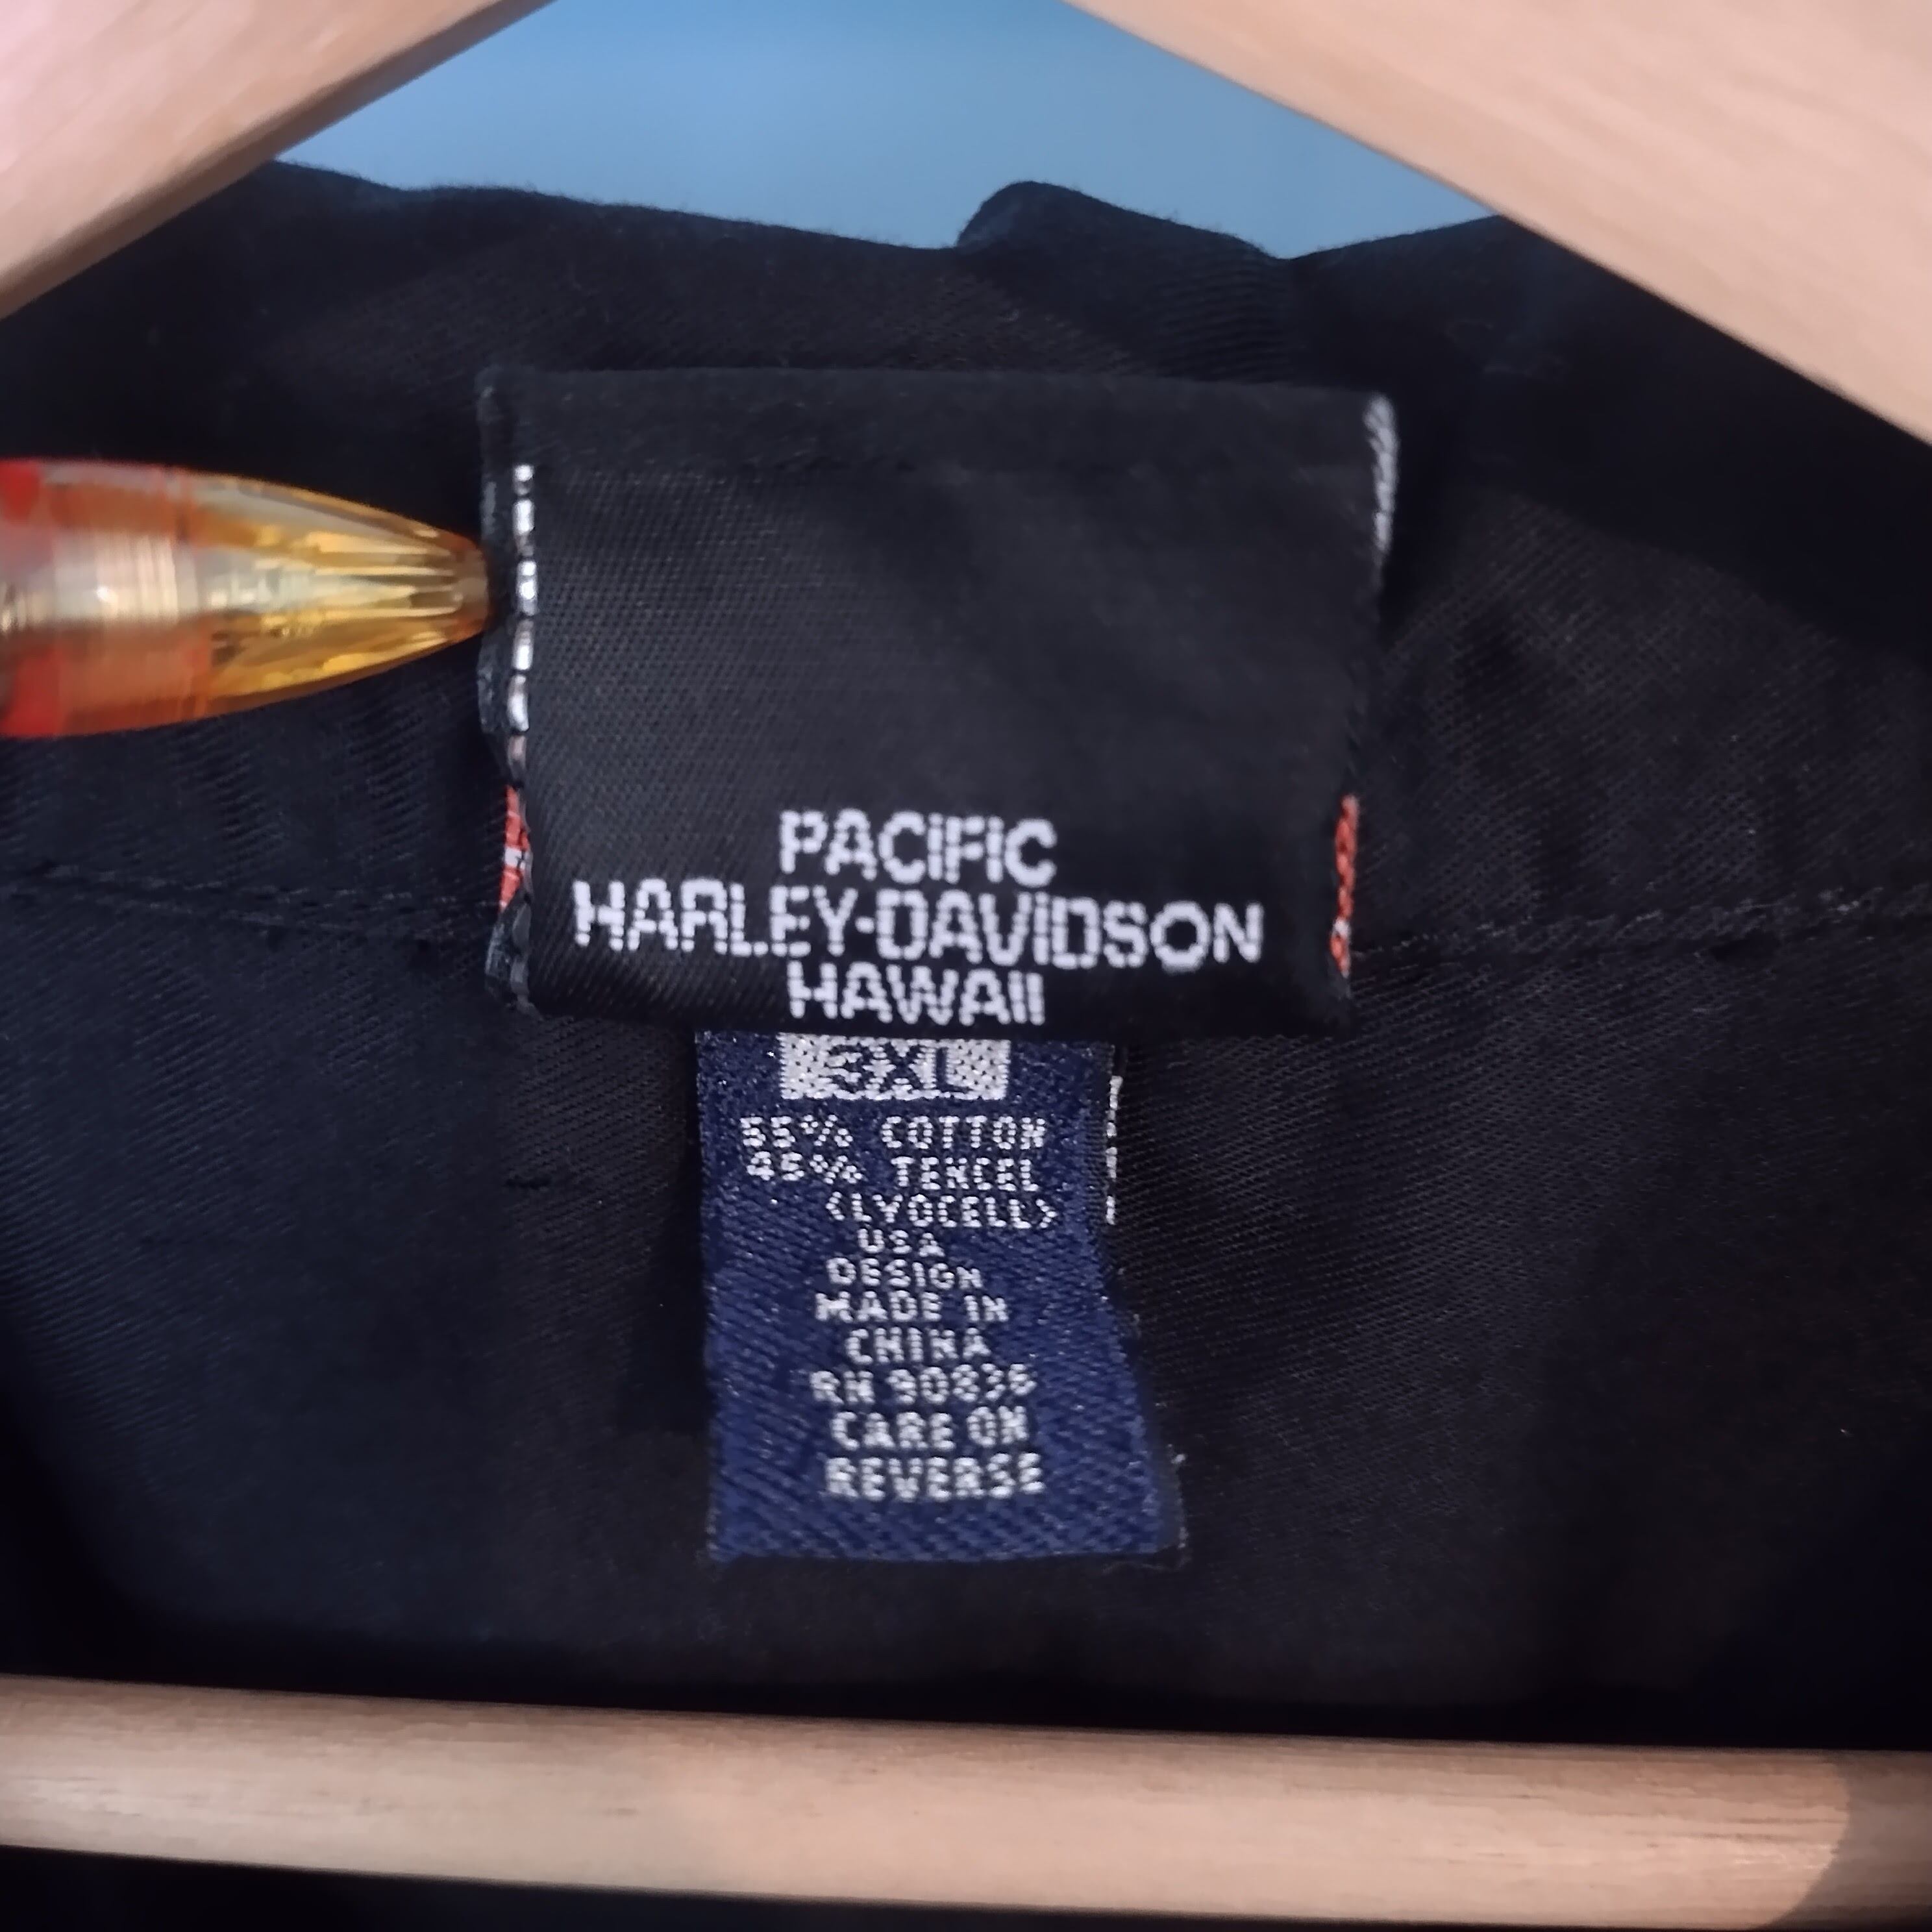 PACIFIC
HARLEY-DAVIDSON
HAWAII
3XL
55% COTTON
45% TENCEL
<LYOCELL>
USA
DESIGN
MADE IN
CHINA
RN
CARE ON
REVERSE